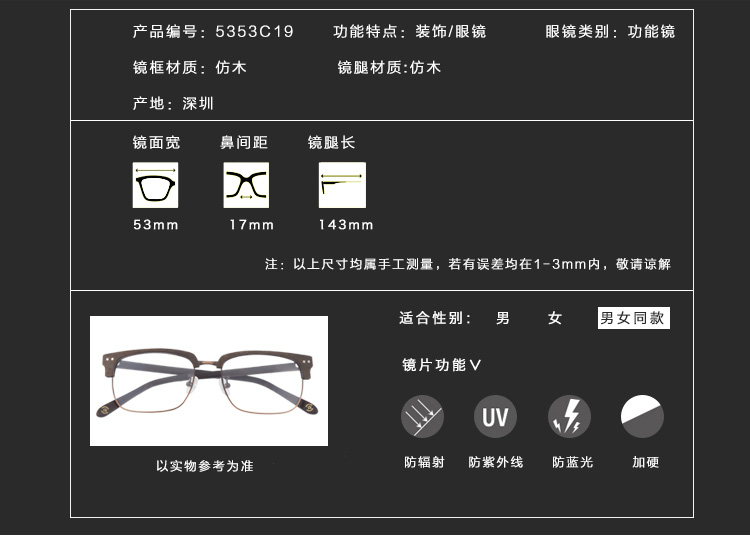 产品编号：5353C19 功能特点：装饰/眼镜 眼镜类别：功能镜
镜框材质：仿木 镜腿材质:仿木
产地：深圳
镜面宽 鼻间距 镜腿长
53mm 17mm 143mm
注：以上尺寸均属手工测量，若有误差均在1-3mm内，敬请谅解
适合性别： 男 女 男女同款
镜片功能∨
UV
防辐射 防紫外线 防蓝光 加硬
以实物参考为准